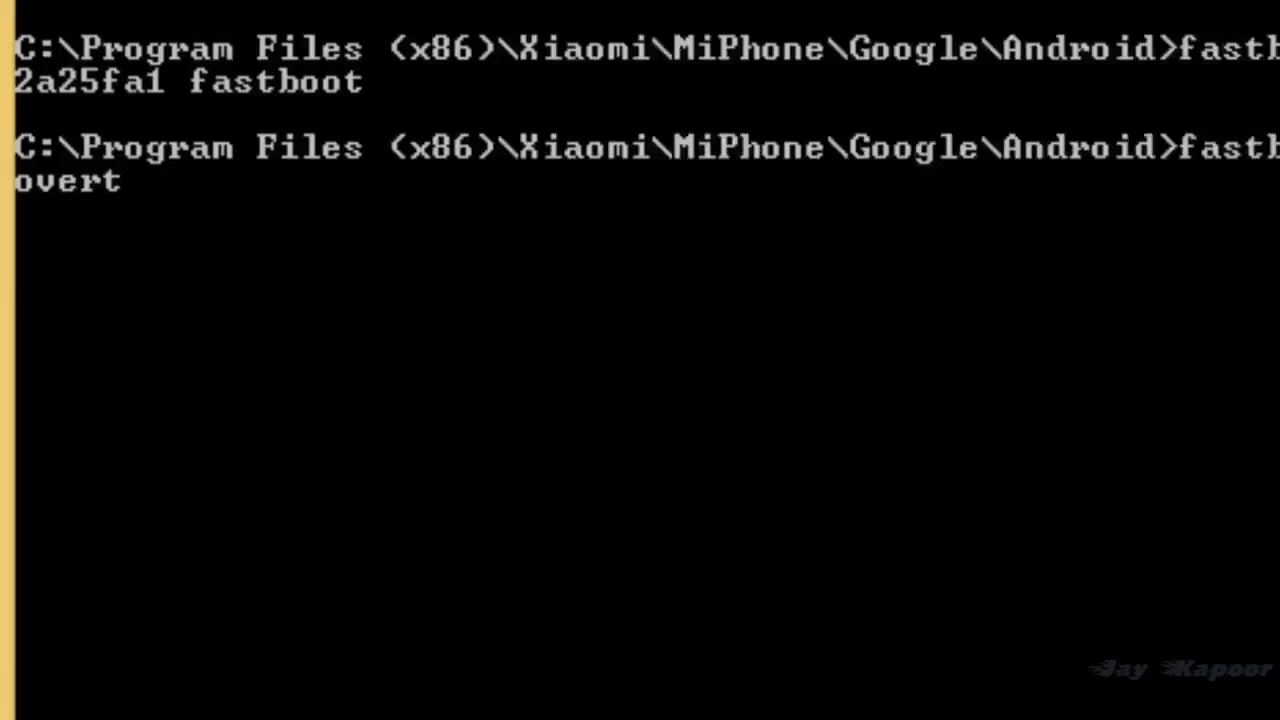 C:\Program Files (x86)\Xiaomi\MiPhone\Google\Android>fastb
2a25fa1 fastboot
C:\Program Files (x86)\Xiaomi\MiPhone\Google\Android>fastb
overt
Jay Kapoor